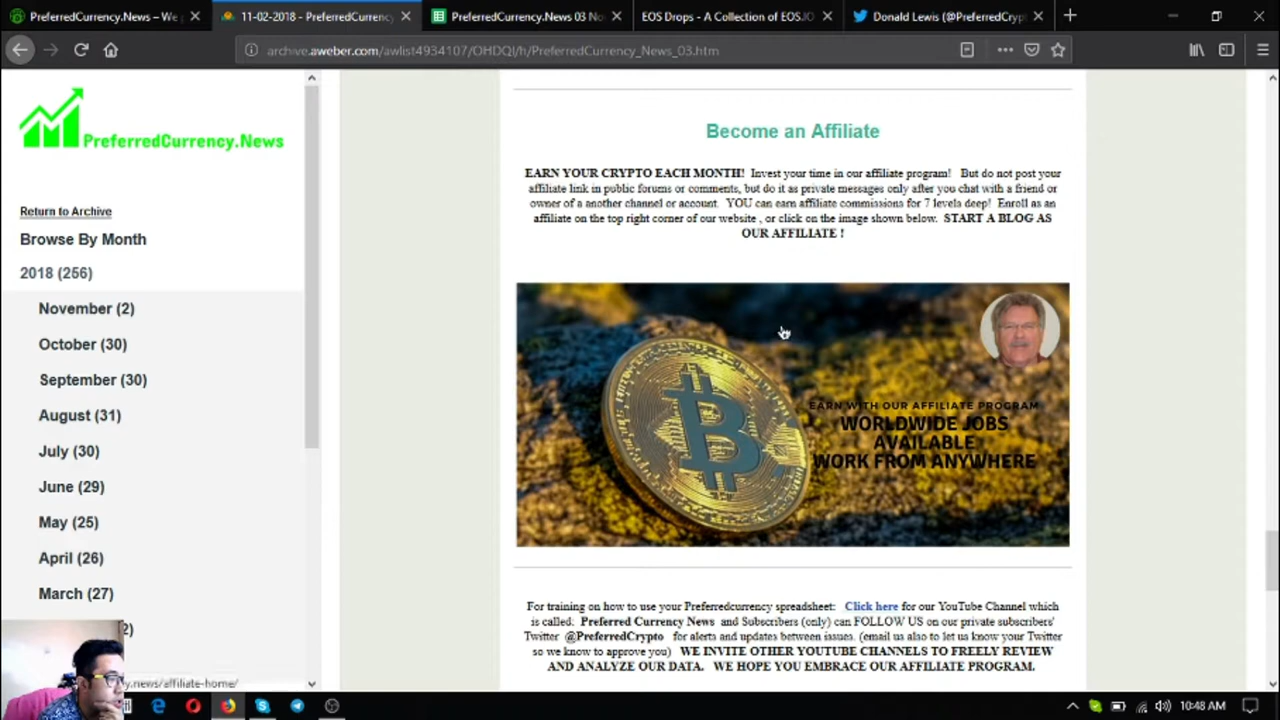 PreferredCurrency.News – We g
11-02-2018 - PreferredCurrency
PreferredCurrency.News 03 No
EOS Drops - A Collection of EOS.IO
Donald Lewis (@PreferredCrypt
archive.aweber.com/awlist4934107/OHDQl/h/PreferredCurrency_News_03.htm
PreferredCurrency.News
Return to Archive
Browse By Month
2018 (256)
November (2)
October (30)
September (30)
August (31)
July (30)
June (29)
May (25)
April (26)
March (27)
2)
y.news/affiliate-home/
Become an Affiliate
EARN YOUR CRYPTO EACH MONTH! Invest your time in our affiliate program! But do not post your
affiliate link in public forums or comments, but do it as private messages only after you chat with a friend or
owner of a another channel or account. YOU can earn affiliate commissions for 7 levels deep! Enroll as an
affiliate on the top right corner of our website , or click on the image shown below. START A BLOG AS
OUR AFFILIATE !
EARN WITH OUR AFFILIATE PROGRAM
WORLDWIDE JOBS
AVAILABLE
WORK FROM ANYWHERE
For training on how to use your Preferredcurrency spreadsheet: Click here for our YouTube Channel which
is called: Preferred Currency News and Subscribers (only) can FOLLOW US on our private subscribers'
Twitter @PreferredCrypto for alerts and updates between issues. (email us also to let us know your Twitter
so we know to approve you) WE INVITE OTHER YOUTUBE CHANNELS TO FREELY REVIEW
AND ANALYZE OUR DATA. WE HOPE YOU EMBRACE OUR AFFILIATE PROGRAM.
10:48 AM